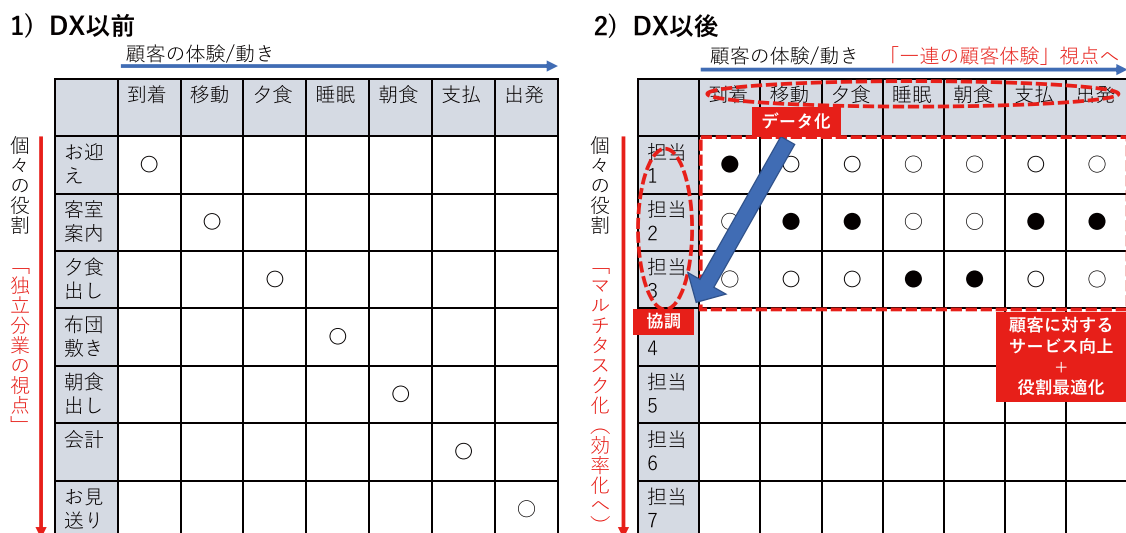 1）DX以前
顧客の体験/動き
到着 移動 夕食 睡眠 朝食 支払 出発
個々の役割
「独立分業の視点」
お迎
え
客室
案内
夕食
出し
布団
敷き
朝食
出し
会計
お見
送り
2）DX以後
顧客の体験/動き 「一連の顧客体験」視点へ
到着 移動 夕食 睡眠 朝食 支払 出発
データ化
個々の役割
「マルチタスク化（効率化へ）
担当
1
担当
2
担当
3
協調
4
担当
5
担当
6
担当
7
顧客に対する
サービス向上
+
役割最適化